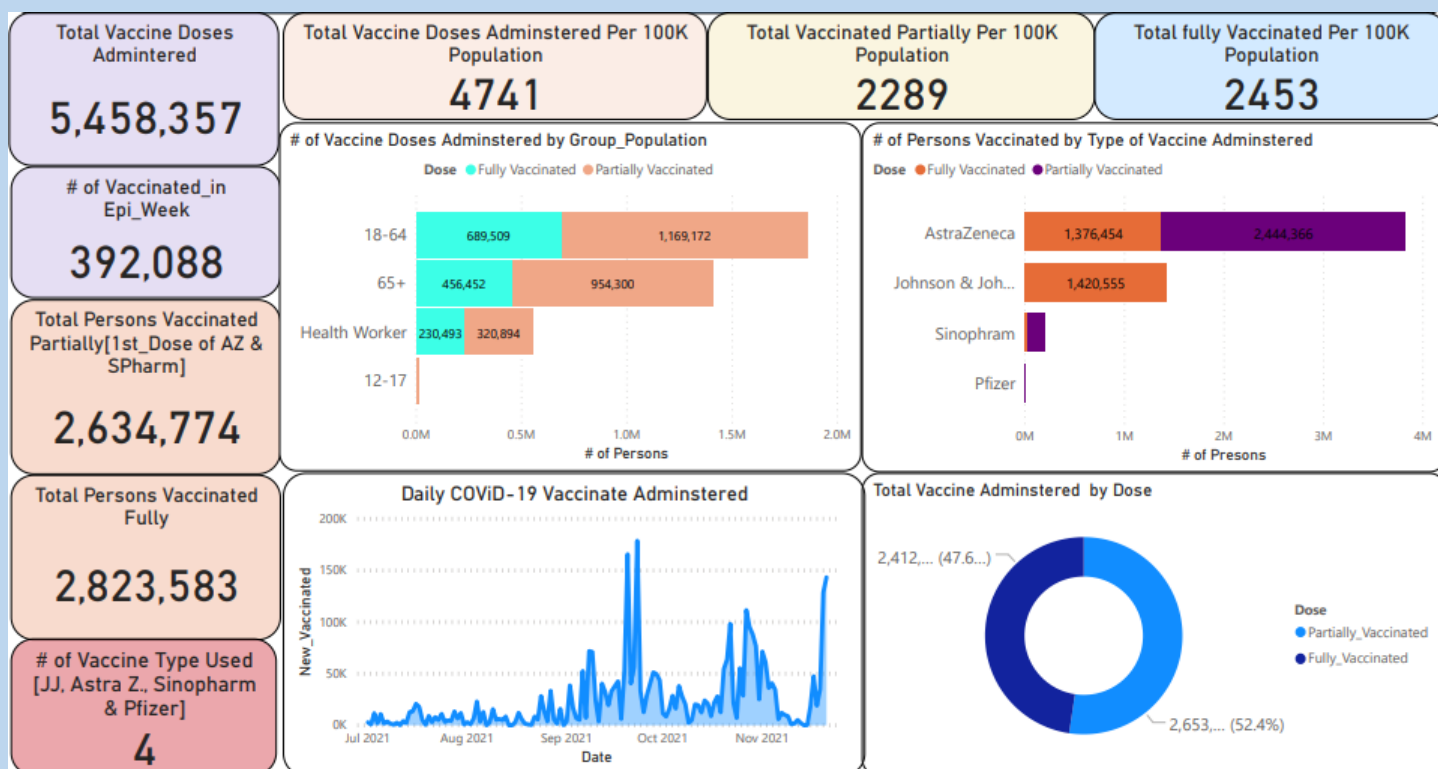 Total Vaccine Doses
Admintered
5,458,357
Total Vaccine Doses Adminstered Per 100K
Population
4741
Total Vaccinated Partially Per 100K
Population
2289
Total fully Vaccinated Per 100K
Population
2453
# of Vaccinated_in
Epi_Week
392,088
Total Persons Vaccinated
Partially[1st_Dose of AZ &
SPharm]
2,634,774
Total Persons Vaccinated
Fully
2,823,583
# of Vaccine Type Used
[JJ, Astra Z., Sinopharm
& Pfizer]
4
# of Vaccine Doses Adminstered by Group_Population
Dose Fully Vaccinated Partially Vaccinated
18-64 689,509 1,169,172
65+ 456,452 954,300
Health Worker 230,493 320,894
12-17
0.0M 0.5M 1.0M 1.5M 2.0M
# of Persons
# of Persons Vaccinated by Type of Vaccine Adminstered
Dose Fully Vaccinated Partially Vaccinated
AstraZeneca 1,376,454 2,444,366
Johnson & Joh... 1,420,555
Sinophram
Pfizer
0M 1M 2M 3M 4M
# of Presons
Daily COViD-19 Vaccinate Adminstered
New_Vaccinated
200K
150K
100K
50K
0K
Jul 2021 Aug 2021 Sep 2021 Oct 2021 Nov 2021
Date
Total Vaccine Adminstered by Dose
2,412,... (47.6...)
2,653,... (52.4%)
Dose
Partially_Vaccinated
Fully_Vaccinated